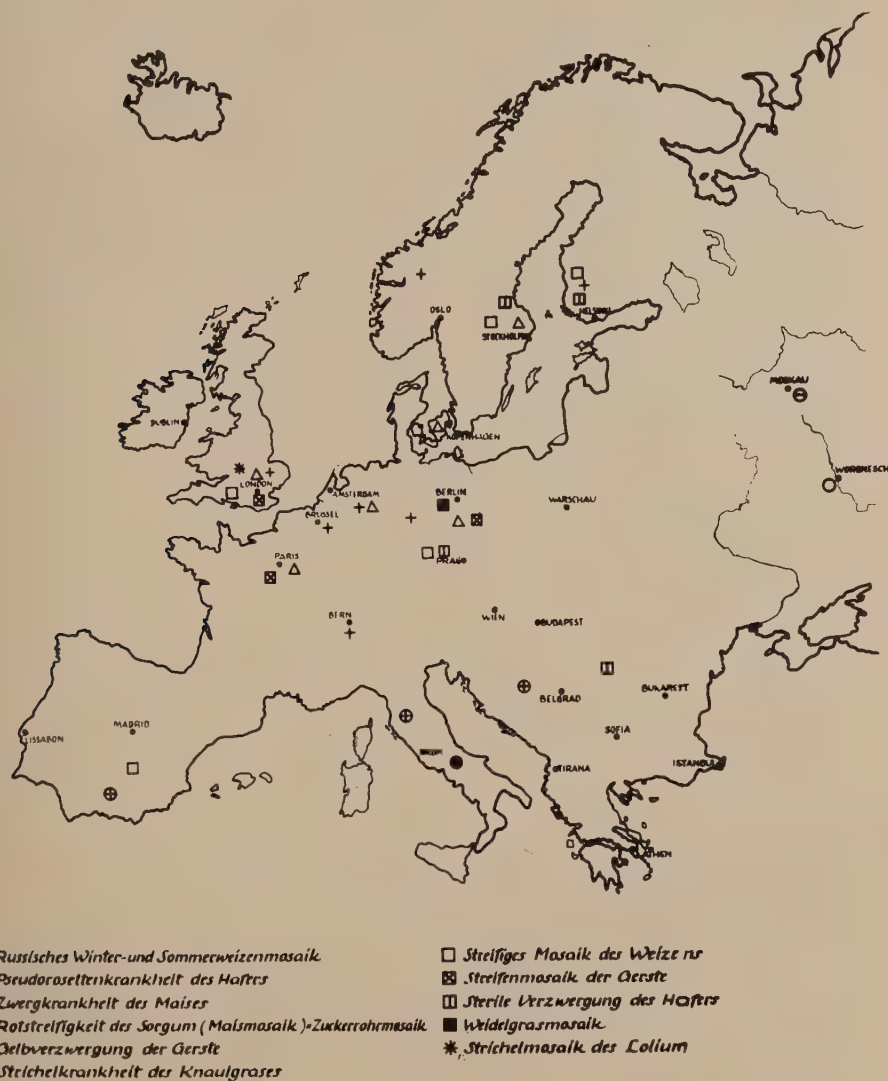 OSLO
HELSINKI
STOCKHOLM
MOSKAU
DUBLIN
KOPENHAGEN
WORONESCH
LONDON
AMSTERDAM
BERLIN
WARSCHAU
BRÜSSEL
PARIS
PRAG
BERN
WIEN
BUDAPEST
BELGRAD
BUKAREST
MADRID
LISSABON
SOFIA
TIRANA
ISTANBUL
ATHEN
Russisches Winter-und Sommerweizenmosaik
Pseudorosettenkrankheit des Hafers
Zwergkrankheit des Maises
Rotstreifigkeit des Sorgum (Maismosaik)=Zuckerrohrmosaik
Gelbverzwergung der Gerste
Strichelkrankheit des Knaulgrases
Streifiges Mosaik des Weizens
Streifenmosaik der Gerste
Sterile Verzwergung des Hafers
Weidelgrasmosaik
Strichelmosaik des Lolium